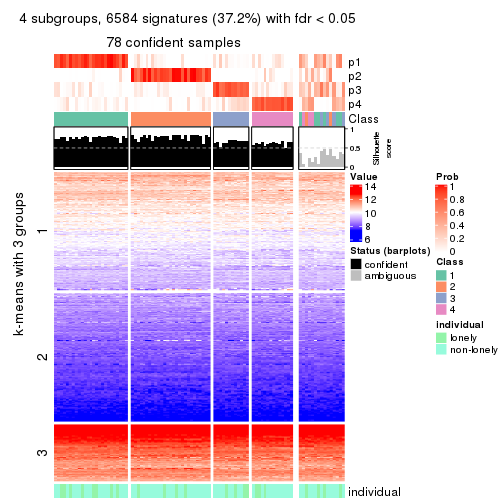 4 subgroups, 6584 signatures (37.2%) with fdr < 0.05
78 confident samples
p1
p2
p3
p4
Class
1
0.5
0
Silhouette
score
k-means with 3 groups
1
2
3
individual
Value
14
12
10
8
6
Status (barplots)
confident
ambiguous
Prob
1
0.8
0.6
0.4
0.2
0
Class
1
2
3
4
individual
lonely
non-lonely